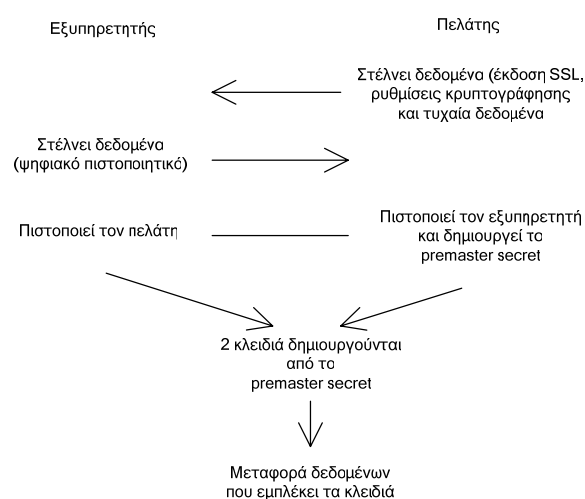 Εξυπηρετητής
Πελάτης
Στέλνει δεδομένα (έκδοση SSL,
ρυθμίσεις κρυπτογράφησης
και τυχαία δεδομένα
Στέλνει δεδομένα
(ψηφιακό πιστοποιητικό)
Πιστοποιεί τον πελάτη
Πιστοποιεί τον εξυπηρετητή
και δημιουργεί το
premaster secret
2 κλειδιά δημιουργούνται
από το
premaster secret
Μεταφορά δεδομένων
που εμπλέκει τα κλειδιά